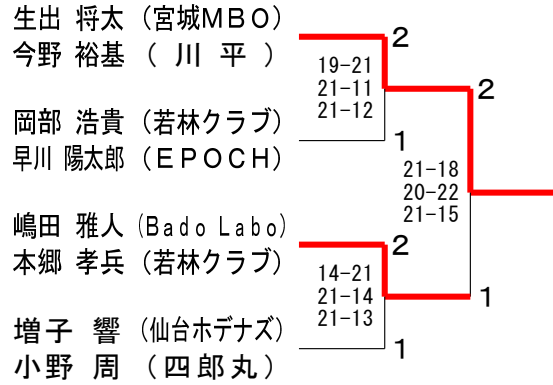 生出 将太（宮城MBO）
今野 裕基（ 川 平 ）
2
19-21
21-11
21-12
岡部 浩貴（若林クラブ）
早川 陽太郎（EPOCH）
1
2
21-18
20-22
21-15
嶋田 雅人（Bado Labo）
本郷 孝兵（若林クラブ）
2
14-21
21-14
21-13
1
増子 響（仙台ホデナズ）
小野 周（四郎丸）
1